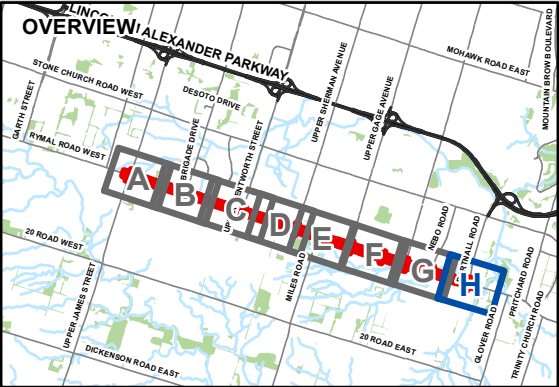 OVERVIEW
LINCOLN ALEXANDER PARKWAY
MOUNTAIN BROW BOULEVARD
MOHAWK ROAD EAST
STONE CHURCH ROAD WEST
UPPER SHERMAN AVENUE
GARTH STREET
DESOTO DRIVE
UPPER GAGE AVENUE
RYMAL ROAD WEST
BRIGADE DRIVE
ENTWORTH STREET
A
B
C
D
E
F
G
H
NEBO ROAD
RTNALL ROAD
20 ROAD WEST
MILES ROAD
PRITCHARD ROAD
UPPER JAMES STREET
GLOVER ROAD
TRINITY CHURCH ROAD
20 ROAD EAST
DICKENSON ROAD EAST